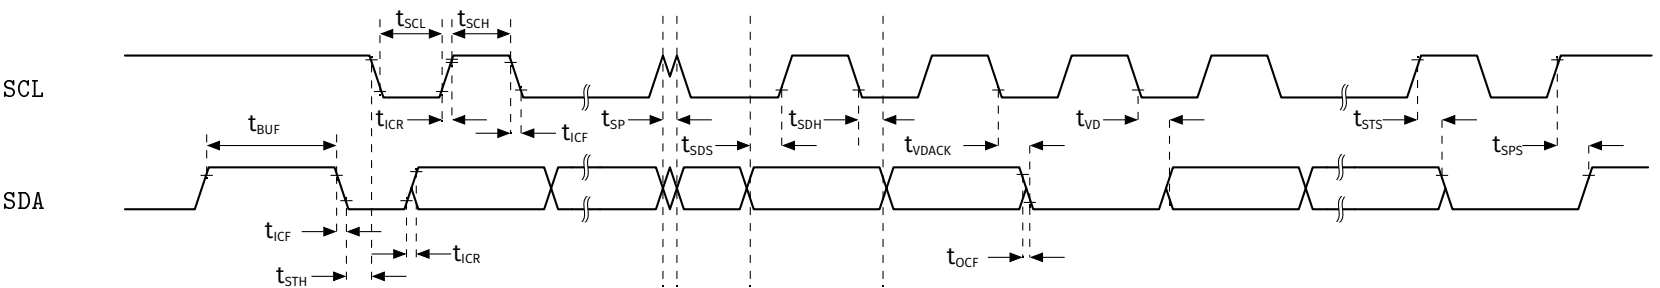 tSCL tSCH
SCL
tICR tICF tSP tSDH tVD tSTS
tBUF tSDS tVDACK tSPS
SDA
tICF tICR tOCF
tSTH